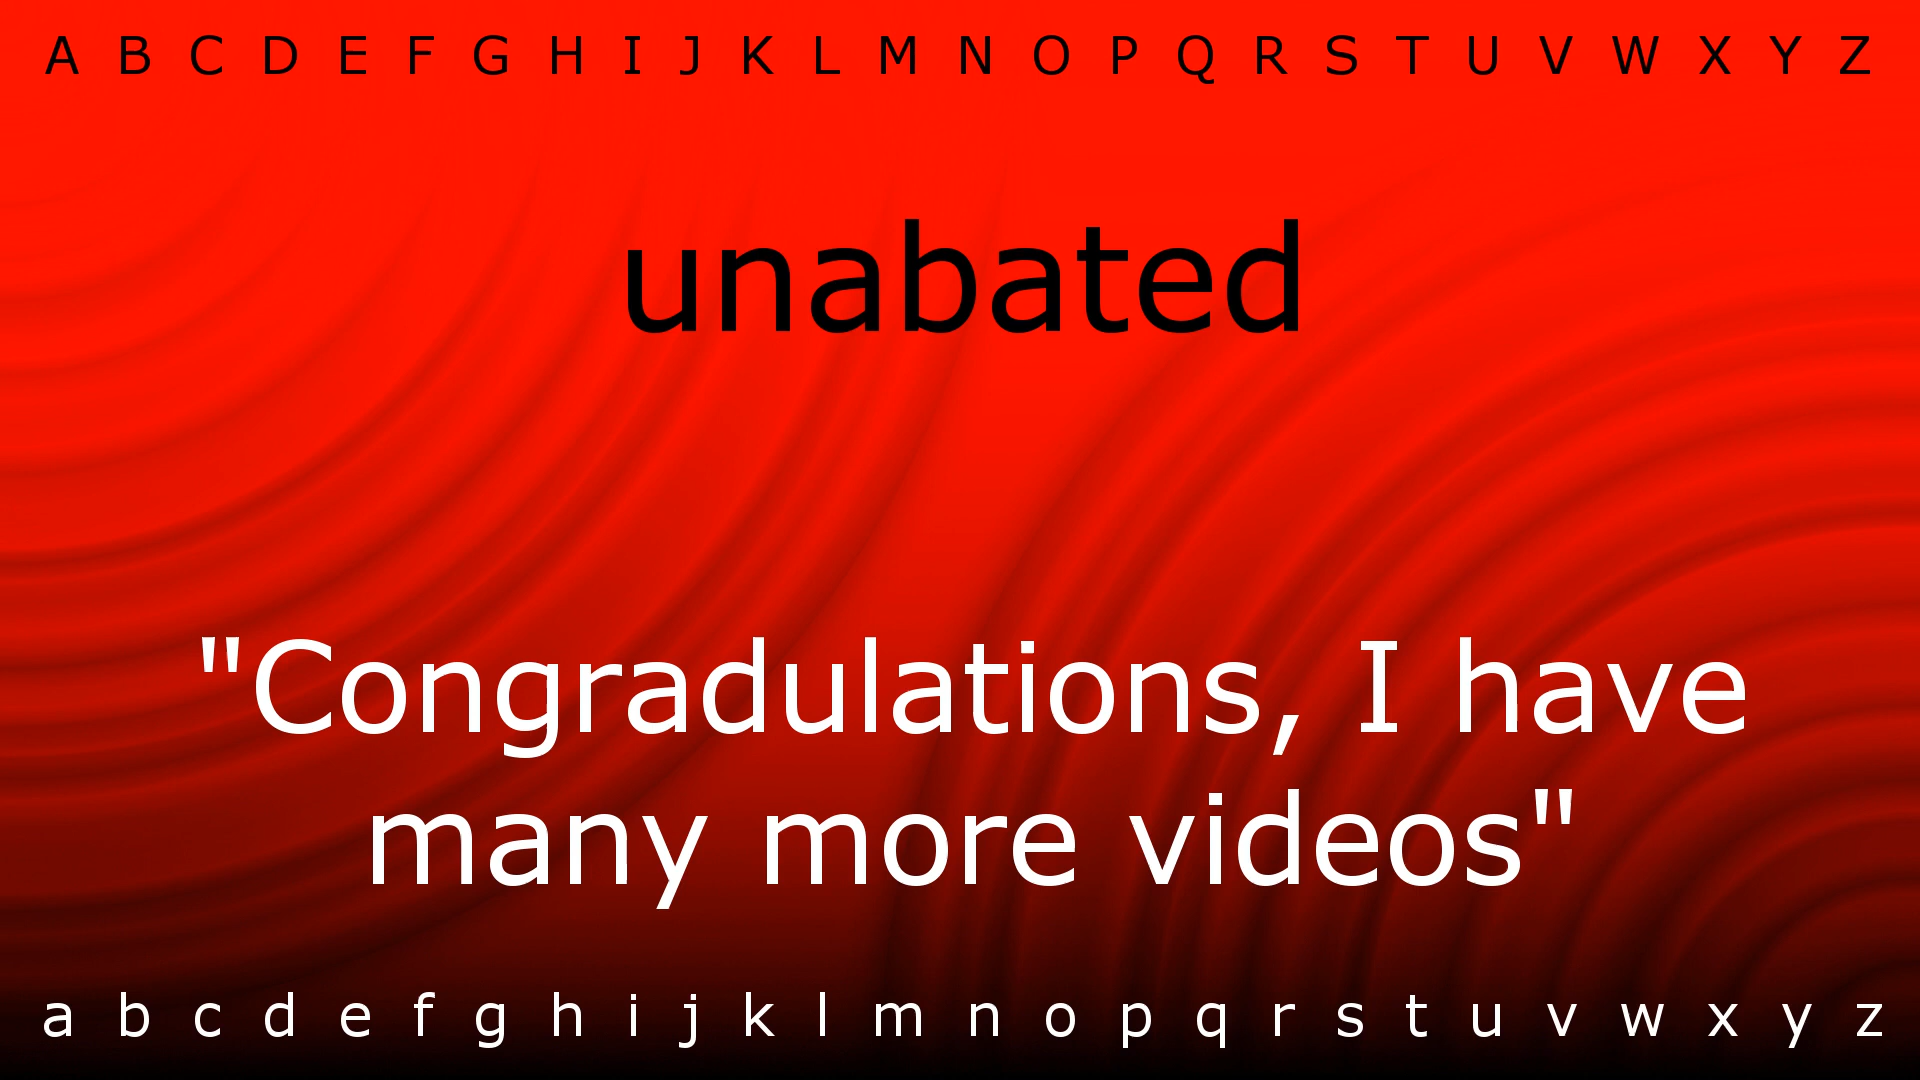 A B C D E F G H I J K L M N O P Q R S T U V W X Y Z
unabated
"Congradulations, I have
many more videos"
a b c d e f g h i j k l m n o p q r s t u v w x y z